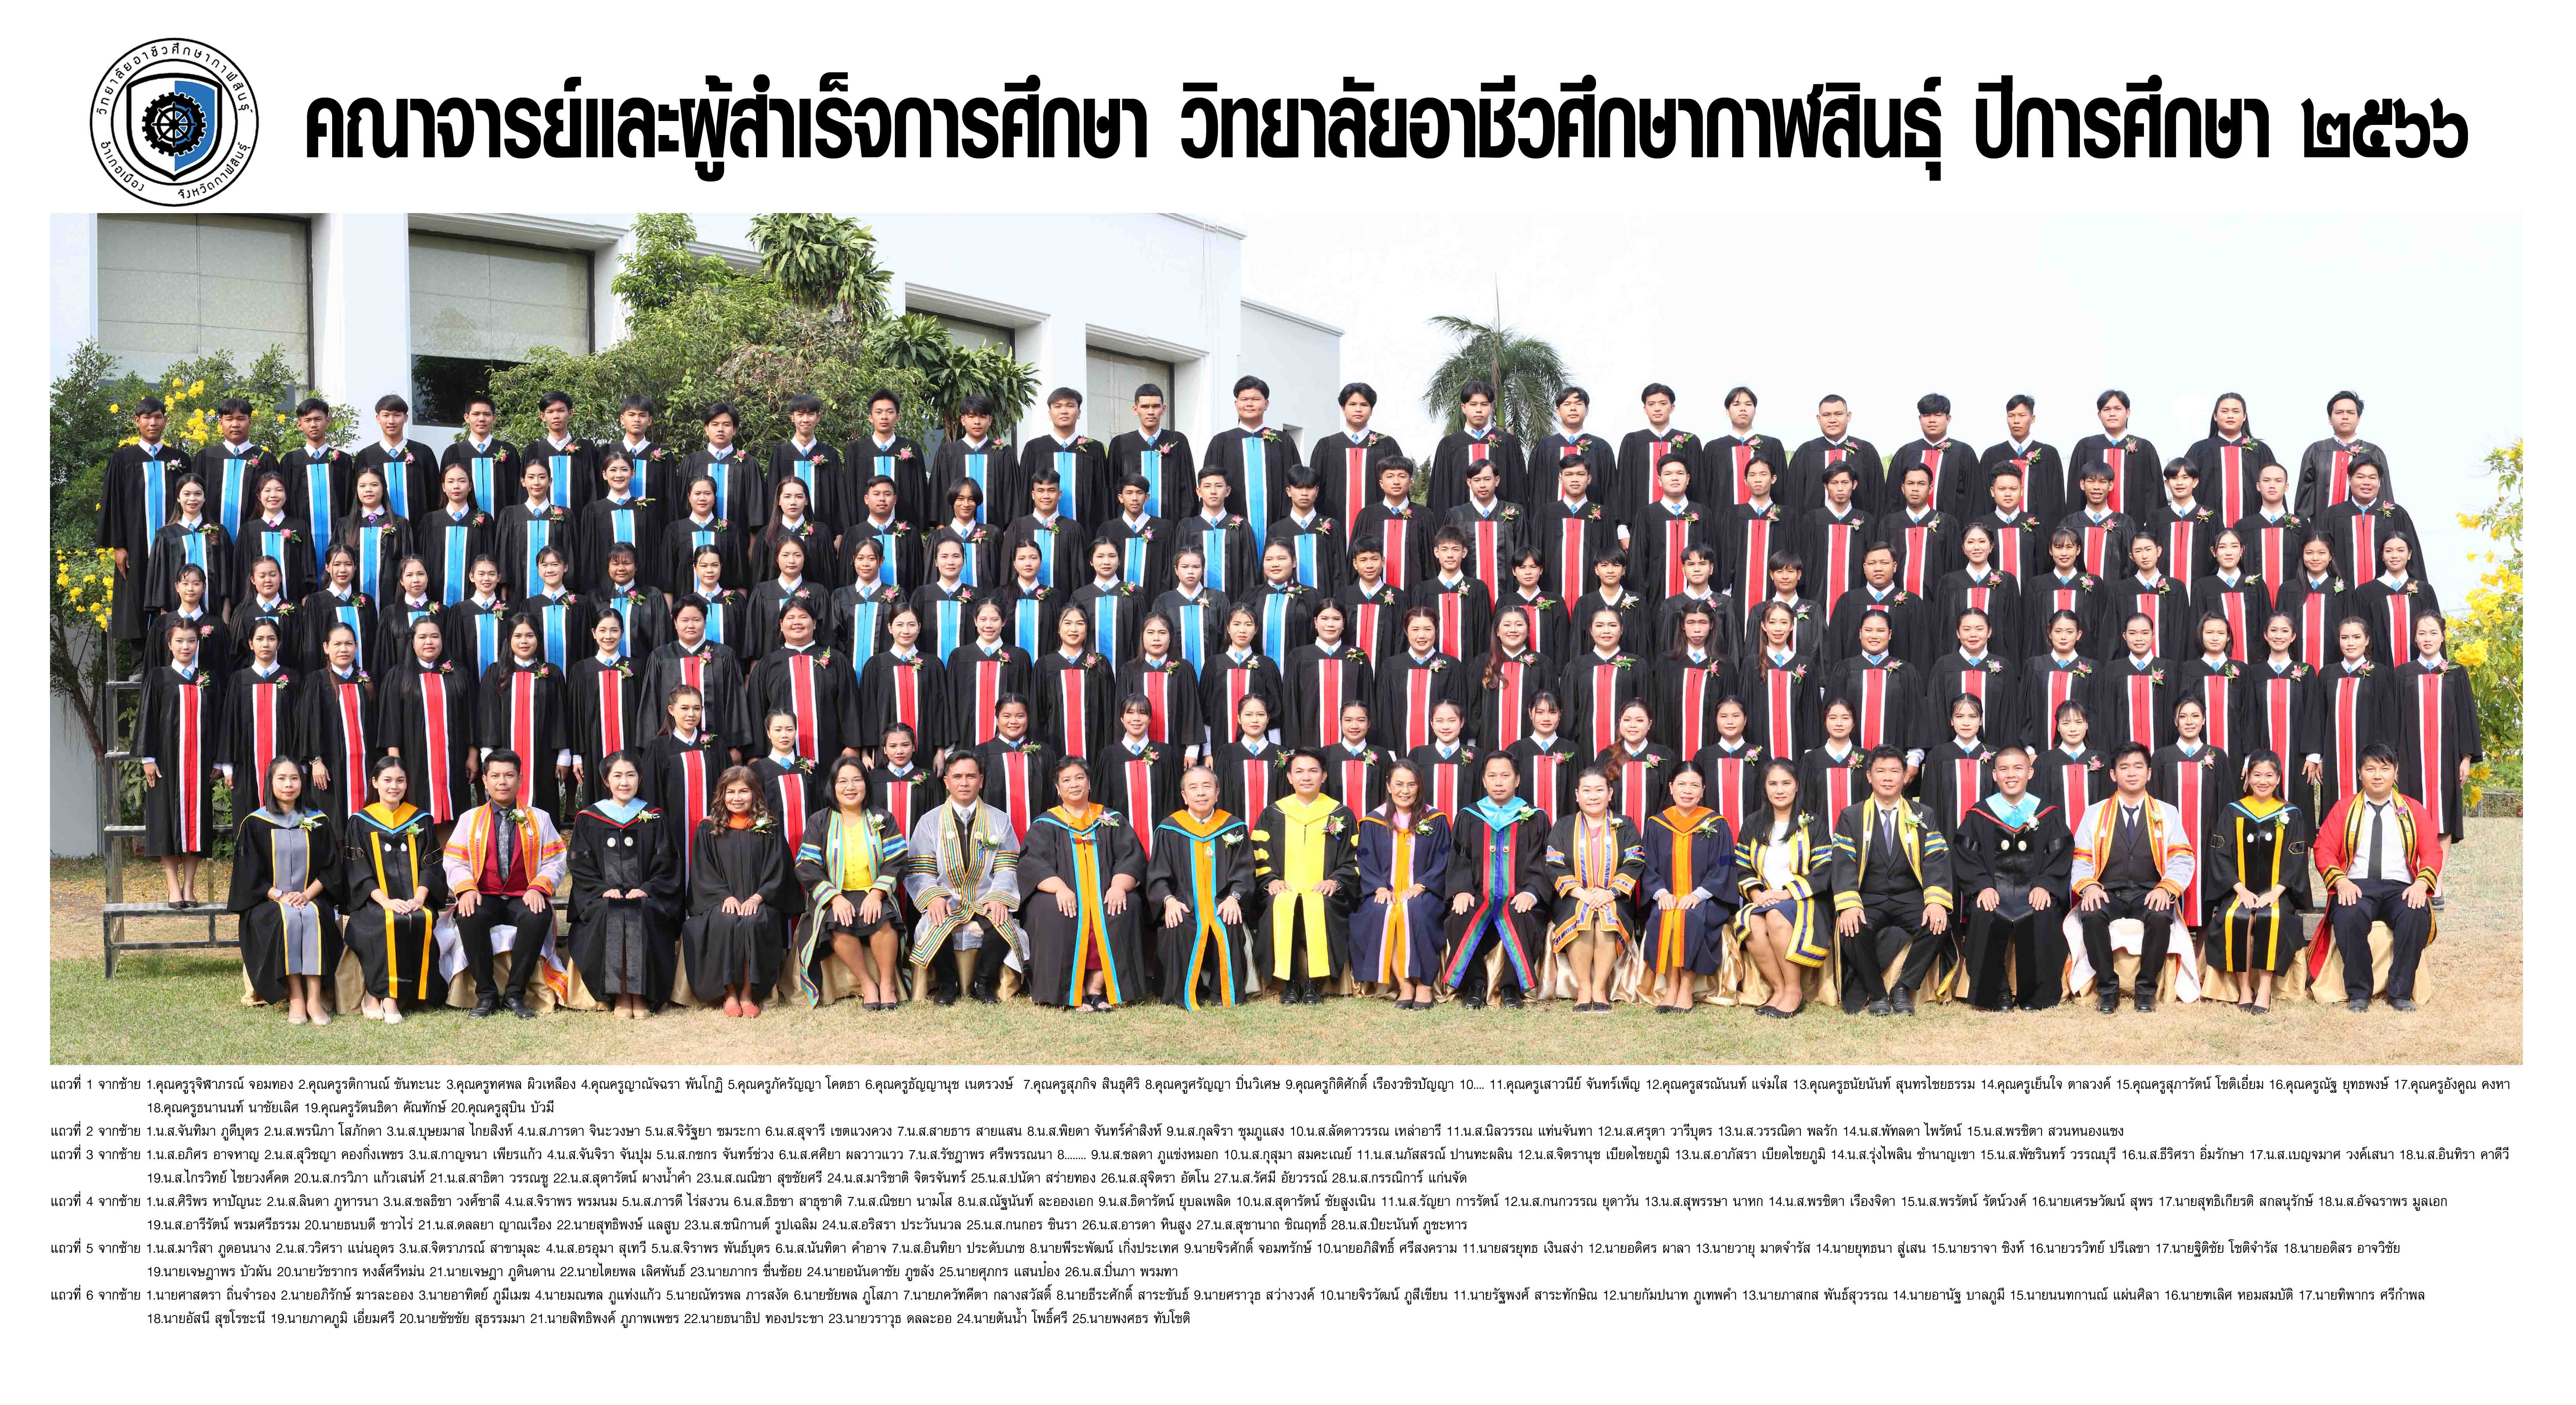 วิทยาลัยอาชีวศึกษากาฬสินธุ์
อำเภอเมือง จังหวัดกาฬสินธุ์
คณาจารย์และผู้สำเร็จการศึกษา วิทยาลัยอาชีวศึกษากาฬสินธุ์ ปีการศึกษา ๒๕๖๖
แถวที่ 1 จากซ้าย 1.คุณครูรุจิฬาภรณ์ จอมทอง 2.คุณครูรติกานณ์ ขันทะนะ 3.คุณครูทศพล ผิวเหลือง 4.คุณครูญาณัจฉรา พันโกฏิ 5.คุณครูภัครัญญา โคตธา 6.คุณครูธัญญานุช เนตรวงษ์ 7.คุณครูสุภกิจ สินธุศิริ 8.คุณครูศรัญญา ปิ่นวิเศษ 9.คุณครูกิติศักดิ์ เรืองวชิรปัญญา 10.... 11.คุณครูเสาวนีย์ จันทร์เพ็ญ 12.คุณครูสรณันนท์ แจ่มใส 13.คุณครูธนัยนันท์ สุนทรไชยธรรม 14.คุณครูเย็นใจ ตาลวงค์ 15.คุณครูสุภารัตน์ โชติเอี่ยม 16.คุณครูณัฐ ยุทธพงษ์ 17.คุณครูอังคูณ คงหา
18.คุณครูธนานนท์ นาชัยเลิศ 19.คุณครูรัตนธิดา คัณทักษ์ 20.คุณครูสุบิน บัวมี
แถวที่ 2 จากซ้าย 1.น.ส.จันทิมา ภูดีบุตร 2.น.ส.พรนิภา โสภักดา 3.น.ส.บุษยมาส ไกยสิงห์ 4.น.ส.ภารดา จินะวงษา 5.น.ส.จิรัฐยา ชมระกา 6.น.ส.สุจารี เขตแวงควง 7.น.ส.สายธาร สายแสน 8.น.ส.พิยดา จันทร์คำสิงห์ 9.น.ส.กุลจิรา ชุมภูแสง 10.น.ส.ลัดดาวรรณ เหล่าอารี 11.น.ส.นิลวรรณ แท่นจันทา 12.น.ส.ศรุตา วารีบุตร 13.น.ส.วรรณิดา พลรัก 14.น.ส.พัทลดา ไพรัตน์ 15.น.ส.พรชิตา สวนหนองแซง
แถวที่ 3 จากซ้าย 1.น.ส.อภิศร อาจหาญ 2.น.ส.สุวิชญา คองกิ่งเพชร 3.น.ส.กาญจนา เพียรแก้ว 4.น.ส.จันจิรา จันปุม 5.น.ส.กชกร จันทร์ช่วง 6.น.ส.ศศิยา ผลวาวแวว 7.น.ส.รัชฎาพร ศรีพรรณนา 8........ 9.น.ส.ชลดา ภูแข่งหมอก 10.น.ส.กุสุมา สมคะเณย์ 11.น.ส.นภัสสรณ์ ปานทะผลิน 12.น.ส.จิตรานุช เบียดไชยภูมิ 13.น.ส.อาภัสรา เบียดไชยภูมิ 14.น.ส.รุ่งไพลิน ชำนาญเขา 15.น.ส.พัชรินทร์ วรรณบุรี 16.น.ส.ธีริศรา อิ่มรักษา 17.น.ส.เบญจมาศ วงค์เสนา 18.น.ส.อินทิรา คาดีวี
19.น.ส.ไกรวิทย์ ไชยวงศ์คต 20.น.ส.กรวิภา แก้วเสน่ห์ 21.น.ส.สาธิตา วรรณชู 22.น.ส.สุดารัตน์ ผางน้ำคำ 23.น.ส.ณณิชา สุขชัยศรี 24.น.ส.มาริชาติ จิตรจันทร์ 25.น.ส.ปนัดา สร่ายทอง 26.น.ส.สุจิตรา อัตโน 27.น.ส.รัศมี อัยวรรณ์ 28.น.ส.กรรณิการ์ แก่นจัด
แถวที่ 4 จากซ้าย 1.น.ส.ศิริพร หาปัญนะ 2.น.ส.ลินดา ภูทารนา 3.น.ส.ชลธิชา วงศ์ชาลี 4.น.ส.จิราพร พรมนม 5.น.ส.ภารดี ไร่สงวน 6.น.ส.ธิธชา สาธุชาติ 7.น.ส.ณิชยา นามโส 8.น.ส.ณัฐนันท์ ละอองเอก 9.น.ส.ธิดารัตน์ ยุบลเพลิด 10.น.ส.สุดารัตน์ ชัยสูงเนิน 11.น.ส.รัญยา การรัตน์ 12.น.ส.กนกวรรณ ยุดาวัน 13.น.ส.สุพรรษา นาหก 14.น.ส.พรชิตา เรืองจิดา 15.น.ส.พรรัตน์ รัตน์วงค์ 16.นายเศรษวัฒน์ สุพร 17.นายสุทธิเกียรติ สกลนุรักษ์ 18.น.ส.อัจฉราพร มูลเอก
19.น.ส.อารีรัตน์ พรมศรีธรรม 20.นายธนบดี ชาวไร่ 21.น.ส.ดลลยา ญาณเรือง 22.นายสุทธิพงษ์ แลสูบ 23.น.ส.ชนิกานต์ รูปเฉลิม 24.น.ส.อริสรา ประวันนวล 25.น.ส.กนกอร ชินรา 26.น.ส.อารดา หินสูง 27.น.ส.สุชานาถ ชิณฤทธิ์ 28.น.ส.ปิยะนันท์ ภูชะหาร
แถวที่ 5 จากซ้าย 1.น.ส.มาริสา ภูดอนนาง 2.น.ส.วริศรา แน่นอุดร 3.น.ส.จิตราภรณ์ สาขามุละ 4.น.ส.อรอุมา สุเทวี 5.น.ส.จิราพร พันธ์บุตร 6.น.ส.นันทิตา คำอาจ 7.น.ส.อินทิยา ประดับเภช 8.นายพีระพัฒน์ เกิ่งประเทศ 9.นายจิรศักดิ์ จอมทรักษ์ 10.นายอภิสิทธิ์ ศรีสงคราม 11.นายสรยุทธ เงินสง่า 12.นายอดิศร ผาลา 13.นายวายุ มาตจำรัส 14.นายยุทธนา สู่เสน 15.นายราจา ซิงห์ 16.นายวรวิทย์ ปรีเลขา 17.นายฐิติชัย โชติจำรัส 18.นายอดิสร อาจวิชัย
19.นายเจษฎาพร บัวผัน 20.นายวัชรากร หงส์ศรีหม่น 21.นายเจษฎา ภูดินดาน 22.นายไตยพล เลิศพันธ์ 23.นายภากร ชื่นช้อย 24.นายอนันดาชัย ภูขลัง 25.นายศุภกร แสนป้อง 26.น.ส.ปิ่นภา พรมทา
แถวที่ 6 จากซ้าย 1.นายศาสตรา ถิ่นจำรอง 2.นายอภิรักษ์ ฆารละออง 3.นายอาทิตย์ ภูมีเมฆ 4.นายมณฑล ภูแท่งแก้ว 5.นายณัทรพล ภารสงัด 6.นายชัยพล ภูโสภา 7.นายภควัทคีตา กลางสวัสดิ์ 8.นายธีระศักดิ์ สาระขันธ์ 9.นายศราวุธ สว่างวงค์ 10.นายจิรวัฒน์ ภูสีเขียน 11.นายรัฐพงศ์ สาระทักษิณ 12.นายกัมปนาท ภูเทพคำ 13.นายภาสกส พันธ์สุวรรณ 14.นายอานัฐ บาลภูมี 15.นายนนทกานณ์ แผ่นศิลา 16.นายฑเลิศ หอมสมบัติ 17.นายทิพากร ศรีกำพล
18.นายอัสนี สุขโรชะนี 19.นายภาคภูมิ เอี่ยมศรี 20.นายชัชชัย สุธรรมมา 21.นายสิทธิพงค์ ภูภาพเพชร 22.นายธนาธิป ทองประชา 23.นายวราวุธ ดลละออ 24.นายต้นน้ำ โพธิ์ศรี 25.นายพงศธร ทับโชติ